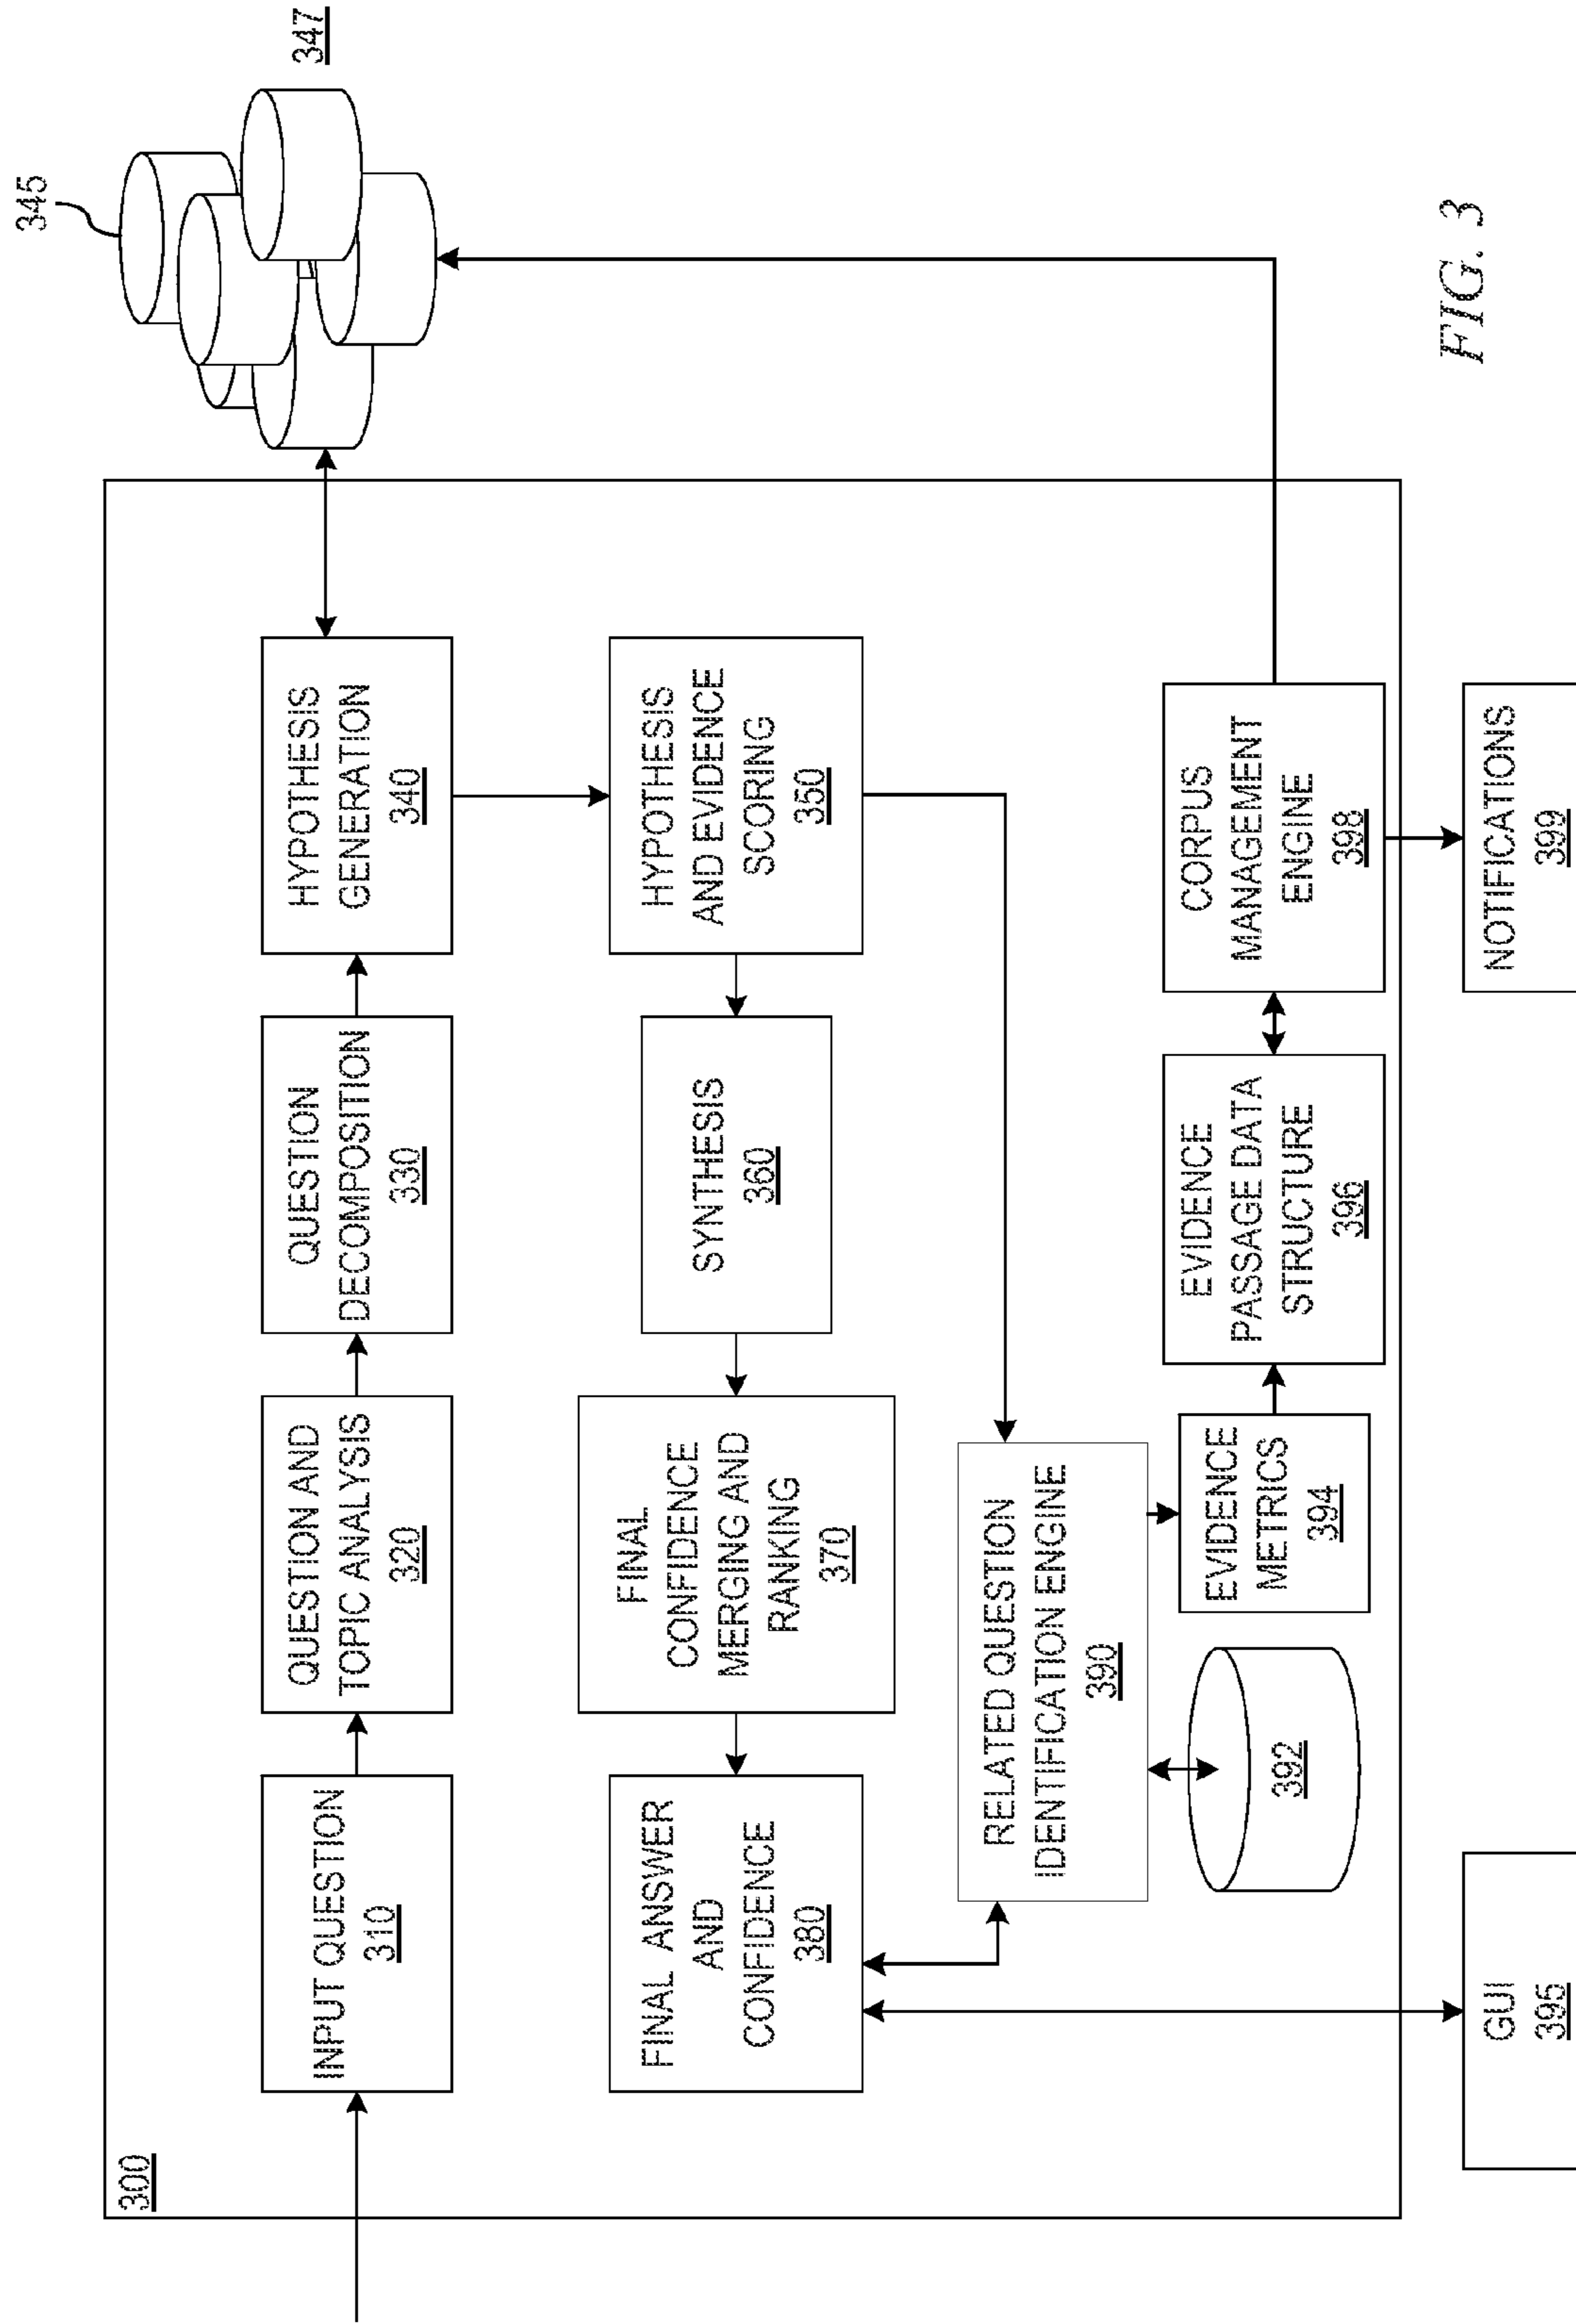 300
345
347
INPUT QUESTION
310
QUESTION AND
TOPIC ANALYSIS
320
QUESTION
DECOMPOSITION
330
HYPOTHESIS
GENERATION
340
FINAL ANSWER
AND
CONFIDENCE
380
FINAL
CONFIDENCE
MERGING AND
RANKING
370
SYNTHESIS
360
HYPOTHESIS
AND EVIDENCE
SCORING
350
RELATED QUESTION
IDENTIFICATION ENGINE
390
392
EVIDENCE
METRICS
394
EVIDENCE
PASSAGE DATA
STRUCTURE
396
CORPUS
MANAGEMENT
ENGINE
398
GUI
395
NOTIFICATIONS
399
FIG. 3